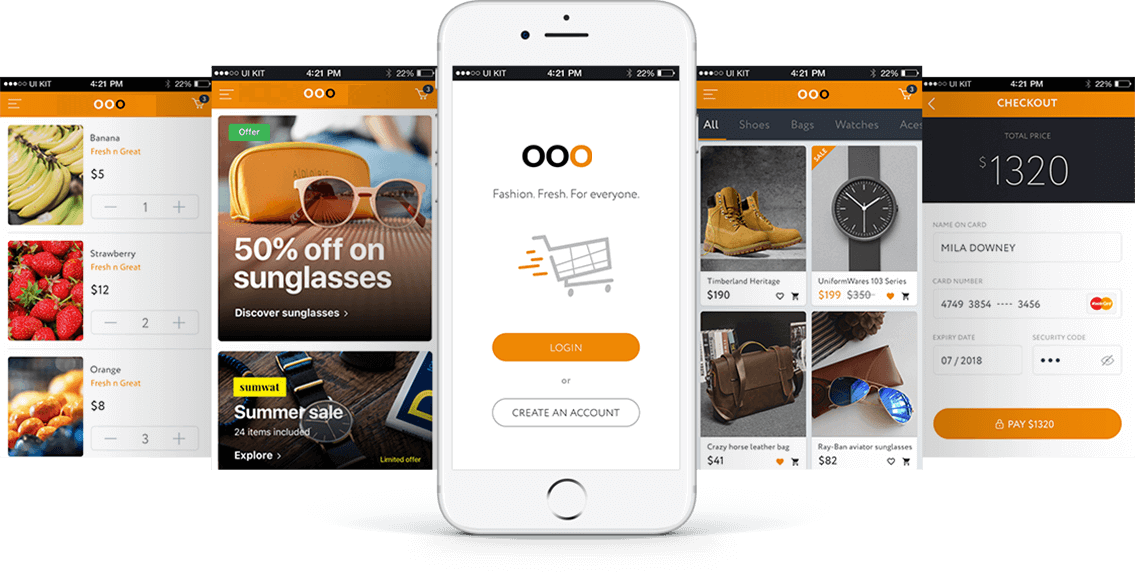 ●●●○○ UI KIT 4:21 PM 22%
OOO 3
Banana
Fresh n Great
$5
1
Strawberry
Fresh n Great
$12
2
Orange
Fresh n Great
$8
3
●●●○○ UI KIT 4:21 PM 22%
OOO 3
Offer
50% off on
sunglasses
Discover sunglasses >
sumwat
Summer sale
24 items included
Explore >
Limited offer
●●●○○ UI KIT 4:21 PM 22%
OOO
Fashion. Fresh. For everyone.
LOGIN
or
CREATE AN ACCOUNT
●●●○○ UI KIT 4:21 PM 22%
OOO 3
All Shoes Bags Watches Aces
SALE
Timberland Heritage
$190
UniformWares 103 Series
$199 $350-
Crazy horse leather bag
$41
Ray-Ban aviator sunglasses
$82
●●●○○ UI KIT 4:21 PM 22%
CHECKOUT
TOTAL PRICE
$1320
NAME ON CARD
MILA DOWNEY
CARD NUMBER
4749 3854 ---- 3456
EXPIRY DATE SECURITY CODE
07 / 2018 ●●●
PAY $1320